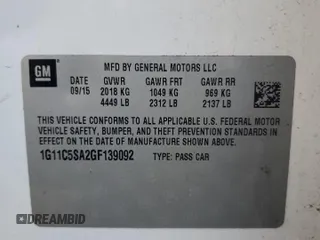 GM
MFD BY GENERAL MOTORS LLC
DATE GVWR GAWR FRT GAWR RR
09/15 2018 KG 1049 KG 969 KG
4449 LB 2312 LB 2137 LB
THIS VEHICLE CONFORMS TO ALL APPLICABLE U.S. FEDERAL MOTOR
VEHICLE SAFETY, BUMPER, AND THEFT PREVENTION STANDARDS IN
EFFECT ON THE DATE OF MANUFACTURE SHOWN ABOVE.
1G11C5SA2GF139092 TYPE: PASS CAR
DREAMBID